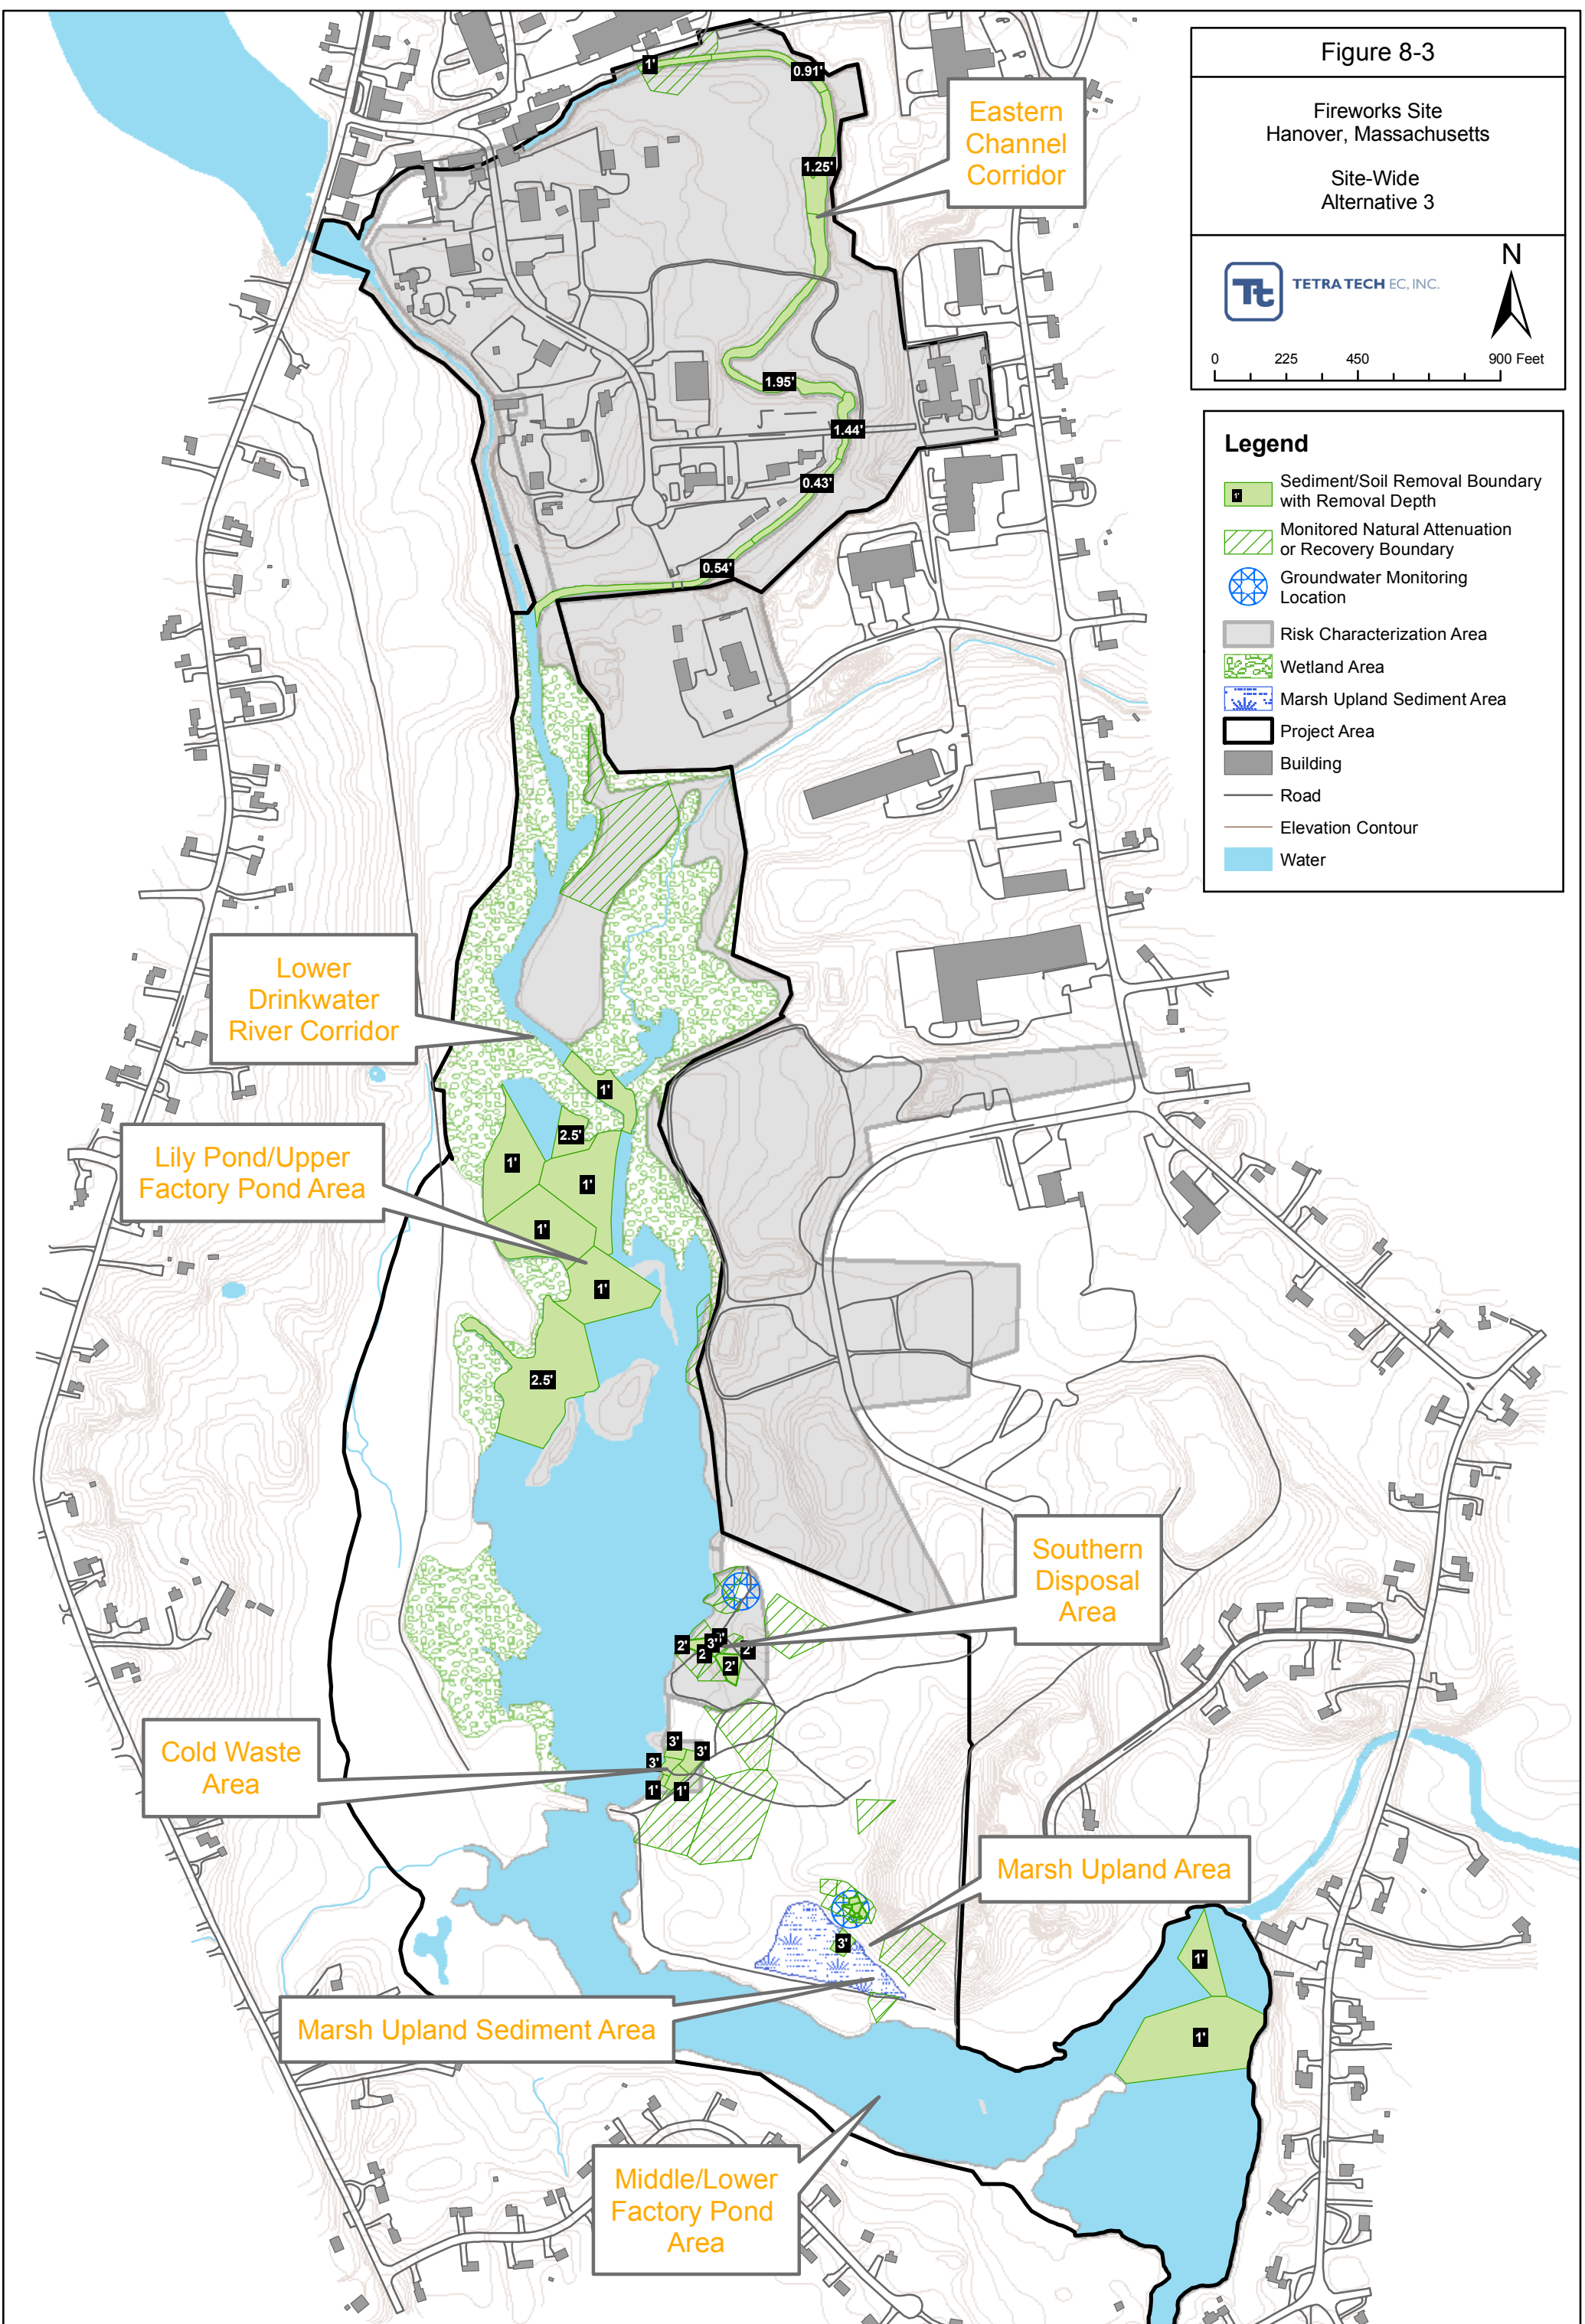 Figure 8-3
Fireworks Site
Hanover, Massachusetts
Site-Wide
Alternative 3
Tt
TETRA TECH EC, INC.
N
0 225 450 900 Feet
Legend
1'
Sediment/Soil Removal Boundary
with Removal Depth
Monitored Natural Attenuation
or Recovery Boundary
Groundwater Monitoring
Location
Risk Characterization Area
Wetland Area
Marsh Upland Sediment Area
Project Area
Building
Road
Elevation Contour
Water
1'
0.91'
Eastern
Channel
Corridor
1.25'
1.95'
1.44'
0.43'
0.54'
Lower
Drinkwater
River Corridor
1'
2.5'
1'
1'
Lily Pond/Upper
Factory Pond Area
1'
1'
2.5'
Southern
Disposal
Area
2'
3'
2'
2'
2'
Cold Waste
Area
3'
3'
3'
1'
1'
Marsh Upland Area
3'
1'
1'
Marsh Upland Sediment Area
Middle/Lower
Factory Pond
Area